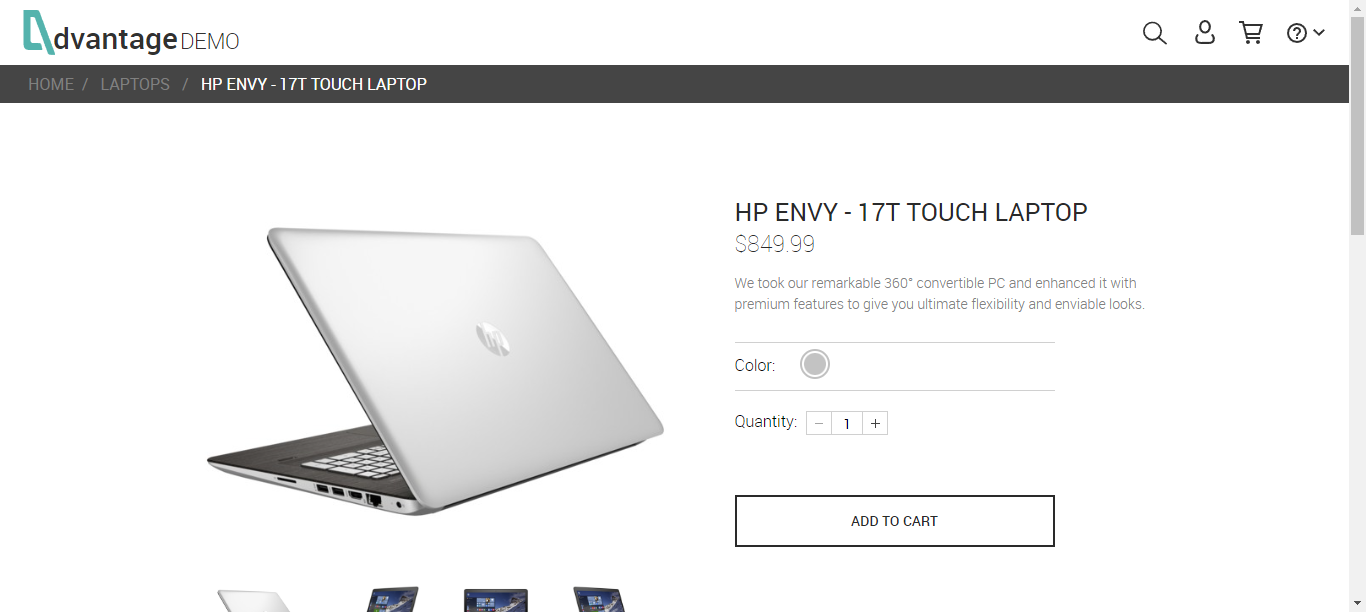 dvantage DEMO
HOME / LAPTOPS / HP ENVY - 17T TOUCH LAPTOP
HP ENVY - 17T TOUCH LAPTOP
$849.99
We took our remarkable 360° convertible PC and enhanced it with
premium features to give you ultimate flexibility and enviable looks.
Color:
Quantity: − 1 +
ADD TO CART